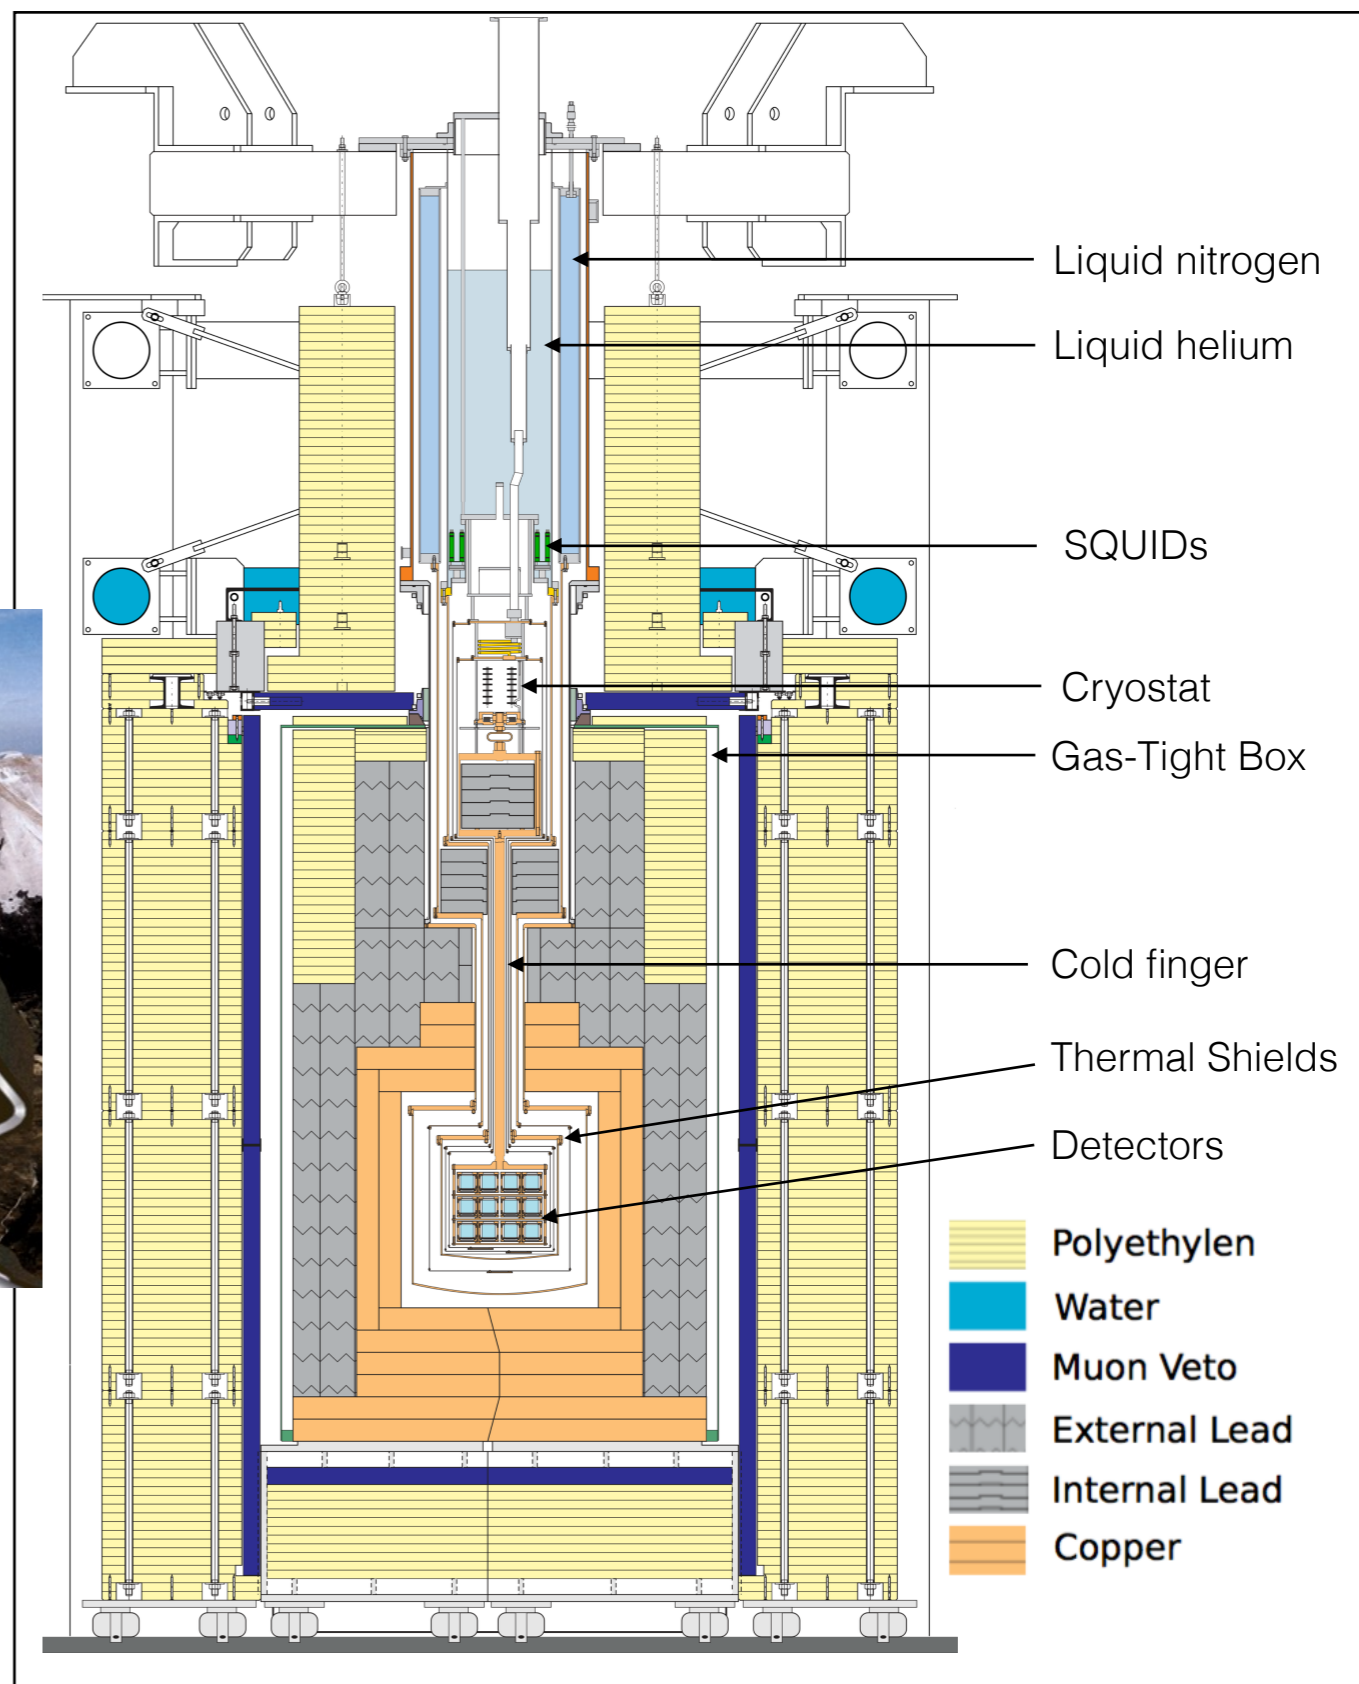 Liquid nitrogen
Liquid helium
SQUIDs
Cryostat
Gas-Tight Box
Cold finger
Thermal Shields
Detectors
Polyethylen
Water
Muon Veto
External Lead
Internal Lead
Copper